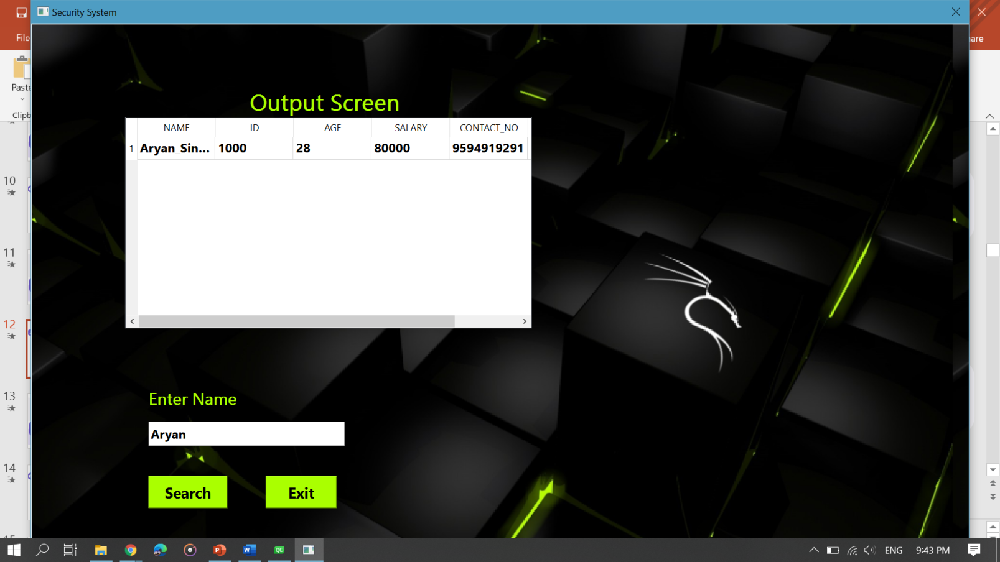 Security System
File
are
Paste
Clipb
Output Screen
NAME ID AGE SALARY CONTACT_NO
1 Aryan_Sin... 1000 28 80000 9594919291
10
11
12
13
14
Enter Name
Aryan
Search Exit
ENG 9:43 PM